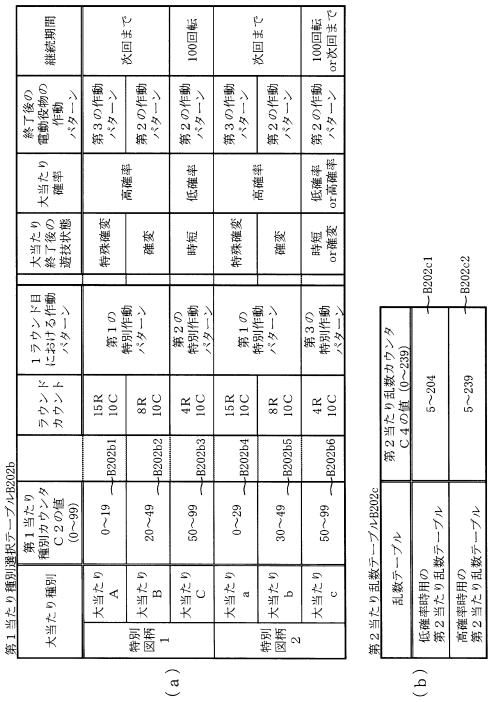 第1当たり種別選択テーブルB202b
大当たり種別
第1当たり
種別カウンタ
C2の値
(0〜99)
ラウンド
カウント
1ラウンド目
における作動
パターン
大当たり
終了後の
遊技状態
大当たり
確率
終了後の
電動役物の
作動
パターン
継続期間
特別
図柄
1
大当たり
A
0〜19
B202b1
15R
10C
第1の
特別作動
パターン
特殊確変
高確率
第3の作動
パターン
次回まで
大当たり
B
20〜49
B202b2
8R
10C
確変
第2の作動
パターン
大当たり
C
50〜99
B202b3
4R
10C
第2の
特別作動
パターン
時短
低確率
第2の作動
パターン
100回転
特別
図柄
2
大当たり
a
0〜29
B202b4
15R
10C
第1の
特別作動
パターン
特殊確変
高確率
第3の作動
パターン
次回まで
大当たり
b
30〜49
B202b5
8R
10C
確変
第2の作動
パターン
大当たり
c
50〜99
B202b6
4R
10C
第3の
特別作動
パターン
時短
or確変
低確率
or高確率
第2の作動
パターン
100回転
or次回まで
(a)
第2当たり乱数テーブルB202c
乱数テーブル
第2当たり乱数カウンタ
C4の値(0〜239)
低確率時用の
第2当たり乱数テーブル
5〜204
B202c1
高確率時用の
第2当たり乱数テーブル
5〜239
B202c2
(b)